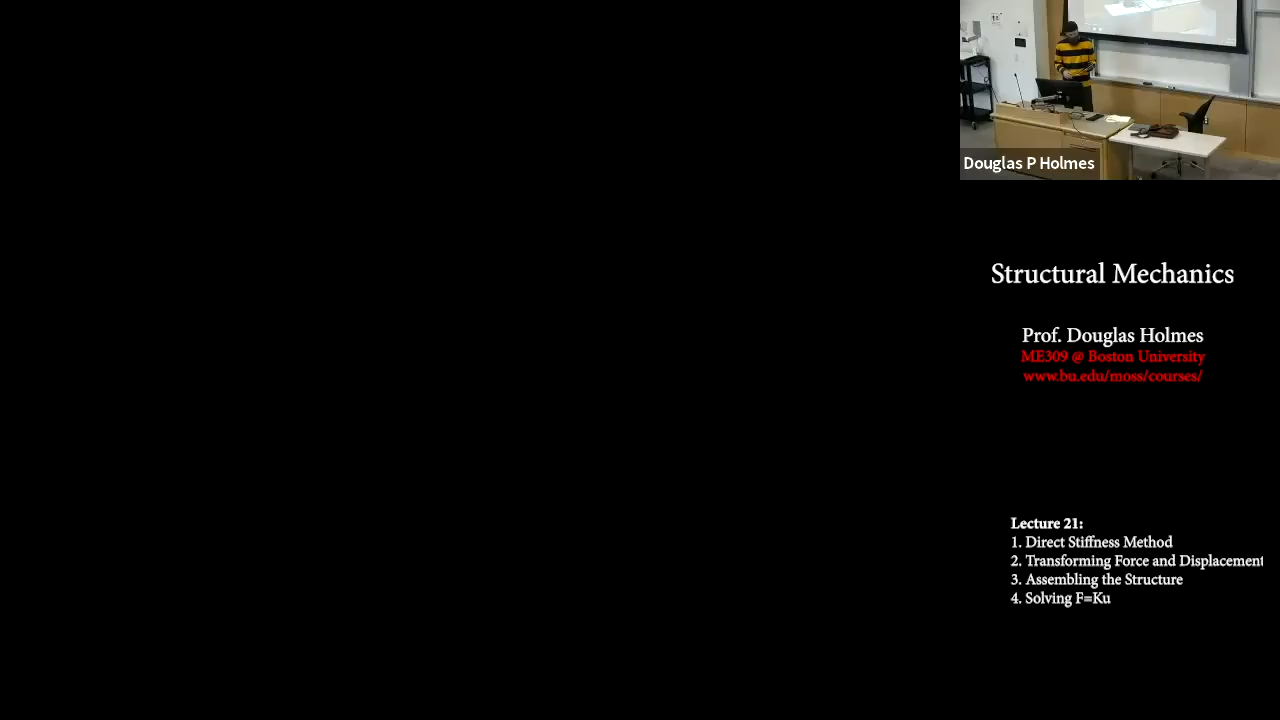 Douglas P Holmes
Structural Mechanics
Prof. Douglas Holmes
ME309 @ Boston University
www.bu.edu/moss/courses/
Lecture 21:
1. Direct Stiffness Method
2. Transforming Force and Displacement
3. Assembling the Structure
4. Solving F=Ku